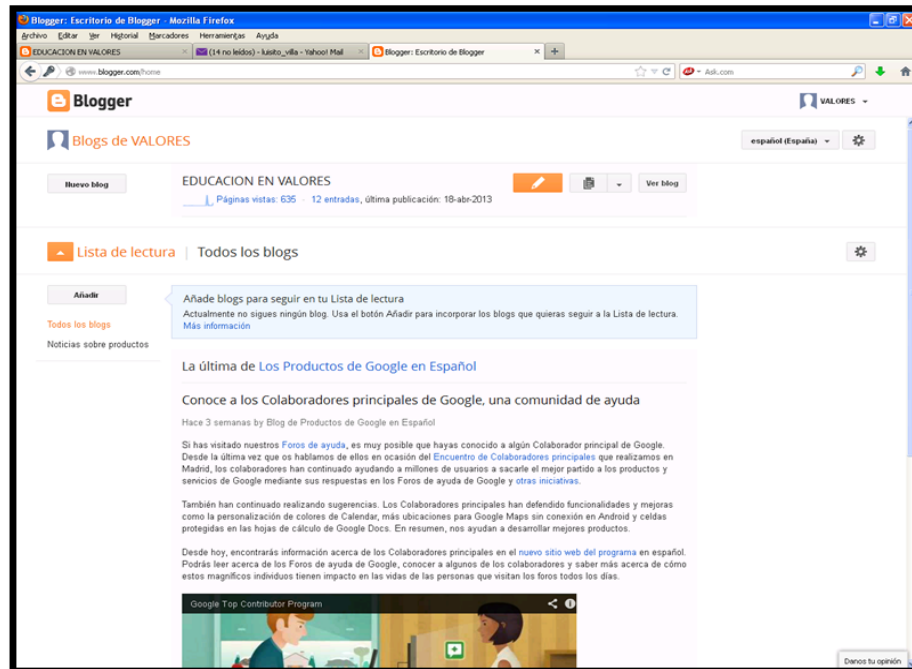 Blogger: Escritorio de Blogger - Mozilla Firefox
Archivo Editar Ver Historial Marcadores Herramientas Ayuda
EDUCACION EN VALORES
(14 no leídos) - luisito_villa - Yahoo! Mail
Blogger: Escritorio de Blogger
www.blogger.com/home
Ask.com
Blogger
VALORES
Blogs de VALORES
español (España)
Nuevo blog
EDUCACION EN VALORES
Ver blog
Páginas vistas: 635 - 12 entradas, última publicación: 18-abr-2013
Lista de lectura | Todos los blogs
Añadir
Todos los blogs
Noticias sobre productos
Añade blogs para seguir en tu Lista de lectura
Actualmente no sigues ningún blog. Usa el botón Añadir para incorporar los blogs que quieras seguir a la Lista de lectura.
Más información
La última de Los Productos de Google en Español
Conoce a los Colaboradores principales de Google, una comunidad de ayuda
Hace 3 semanas by Blog de Productos de Google en Español
Si has visitado nuestros Foros de ayuda, es muy posible que hayas conocido a algún Colaborador principal de Google.
Desde la última vez que os hablamos de ellos en ocasión del Encuentro de Colaboradores principales que realizamos en
Madrid, los colaboradores han continuado ayudando a millones de usuarios a sacarle el mejor partido a los productos y
servicios de Google mediante sus respuestas en los Foros de ayuda de Google y otras iniciativas.
También han continuado realizando sugerencias. Los Colaboradores principales han defendido funcionalidades y mejoras
como la personalización de colores de Calendar, más ubicaciones para Google Maps sin conexión en Android y celdas
protegidas en las hojas de cálculo de Google Docs. En resumen, nos ayudan a desarrollar mejores productos.
Desde hoy, encontrarás información acerca de los Colaboradores principales en el nuevo sitio web del programa en español.
Podrás leer acerca de los Foros de ayuda de Google, conocer a algunos de los colaboradores y saber más acerca de cómo
estos magníficos individuos tienen impacto en las vidas de las personas que visitan los foros todos los días.
Google Top Contributor Program
Danos tu opinión